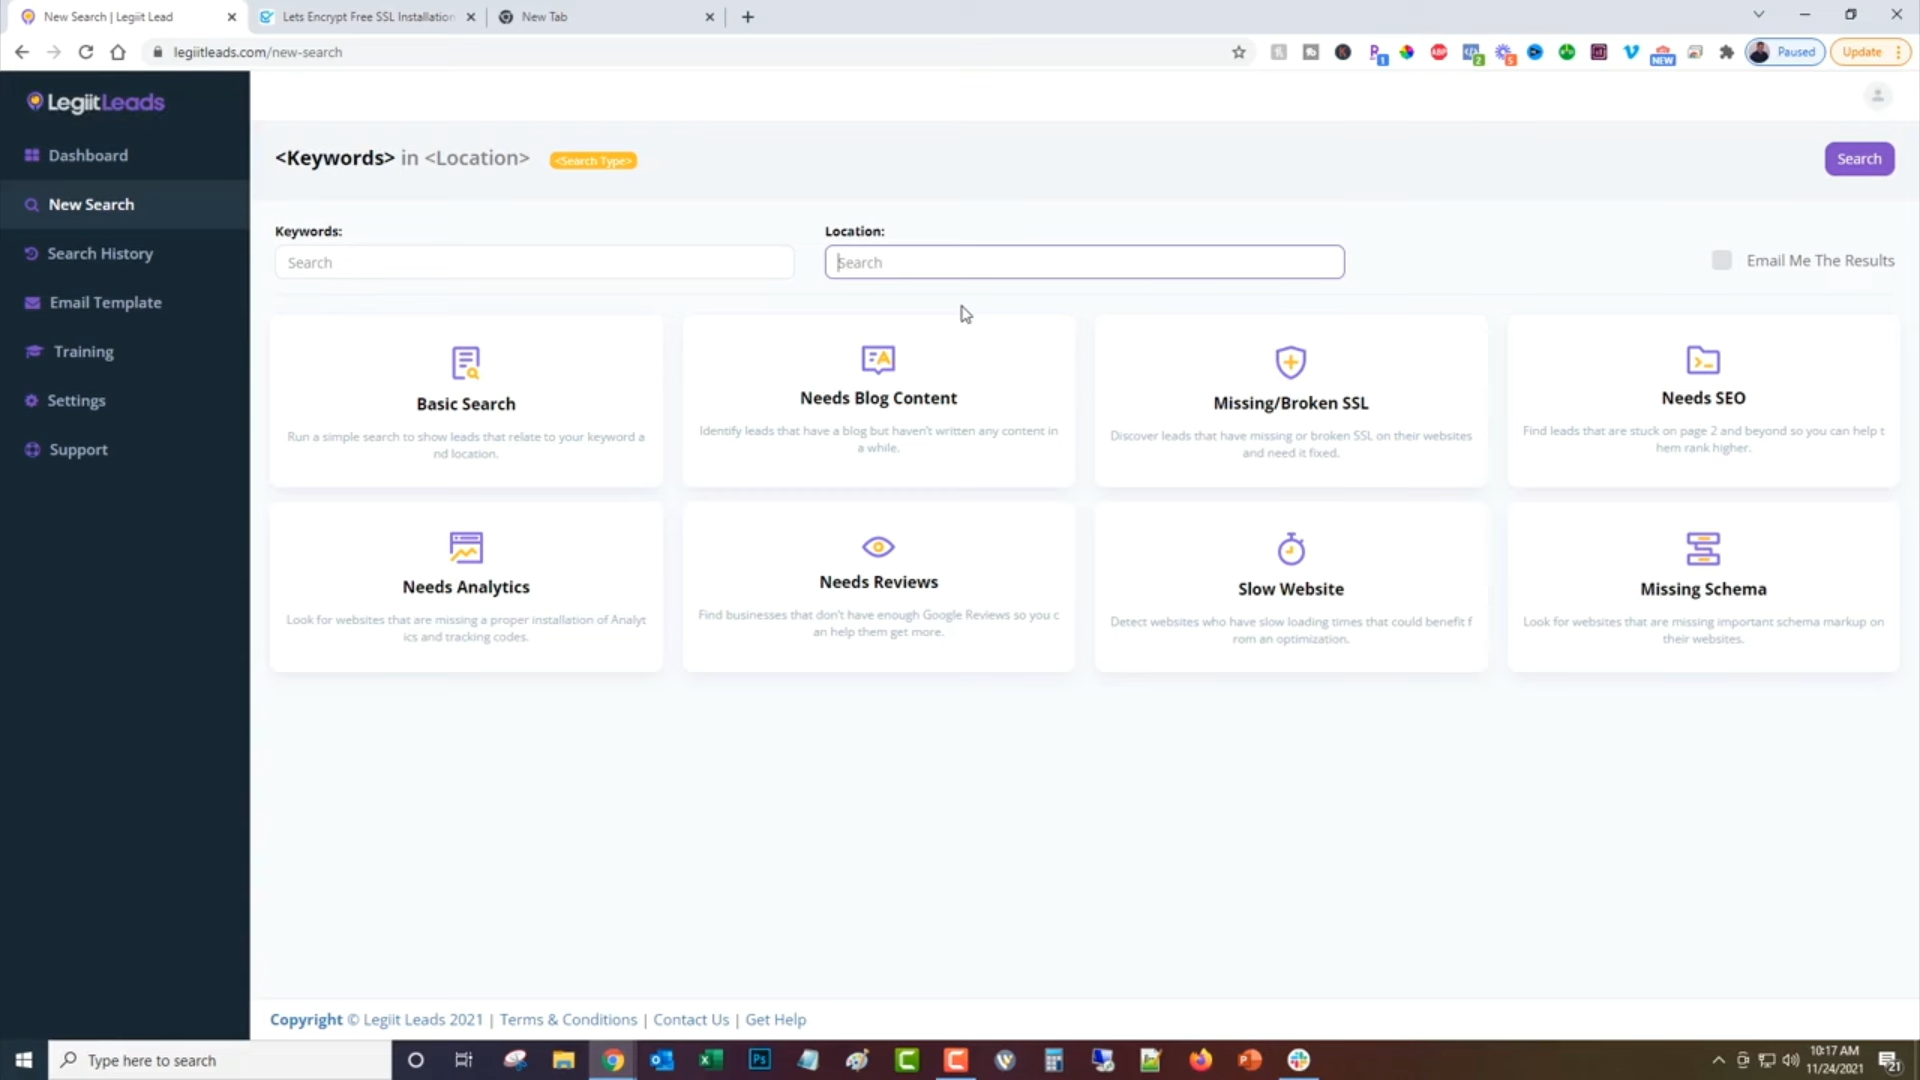 New Search | Legiit Lead
Lets Encrypt Free SSL Installation
New Tab
legiitleads.com/new-search
1
ABP
2
5
NEW
Paused
Update
LegiitLeads
Dashboard
New Search
Search History
Email Template
Training
Settings
Support
<Keywords> in <Location>
<Search Type>
Search
Keywords:
Location:
Search
Search
Email Me The Results
Basic Search
Run a simple search to show leads that relate to your keyword a
nd location.
Needs Blog Content
Identify leads that have a blog but haven't written any content in
a while.
Missing/Broken SSL
Discover leads that have missing or broken SSL on their websites
and need it fixed.
Needs SEO
Find leads that are stuck on page 2 and beyond so you can help t
hem rank higher.
Needs Analytics
Look for websites that are missing a proper installation of Analyt
ics and tracking codes.
Needs Reviews
Find businesses that don't have enough Google Reviews so you c
an help them get more.
Slow Website
Detect websites who have slow loading times that could benefit f
rom an optimization.
Missing Schema
Look for websites that are missing important schema markup on
their websites.
Copyright © Legiit Leads 2021 | Terms & Conditions | Contact Us | Get Help
Type here to search
Ps
10:17 AM
11/24/2021
21